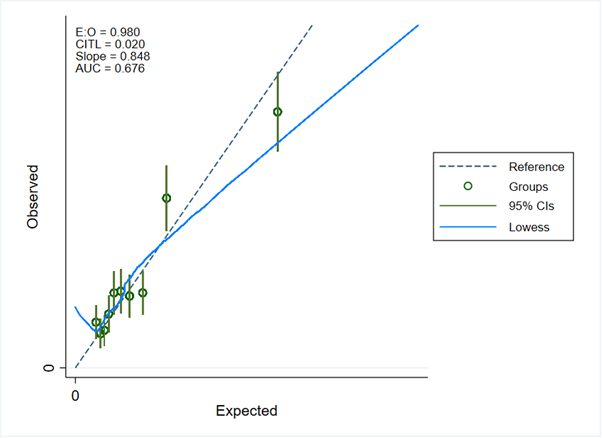 E:O = 0.980
CITL = 0.020
Slope = 0.848
AUC = 0.676
Observed
Reference
Groups
95% CIs
Lowess
0
0
Expected